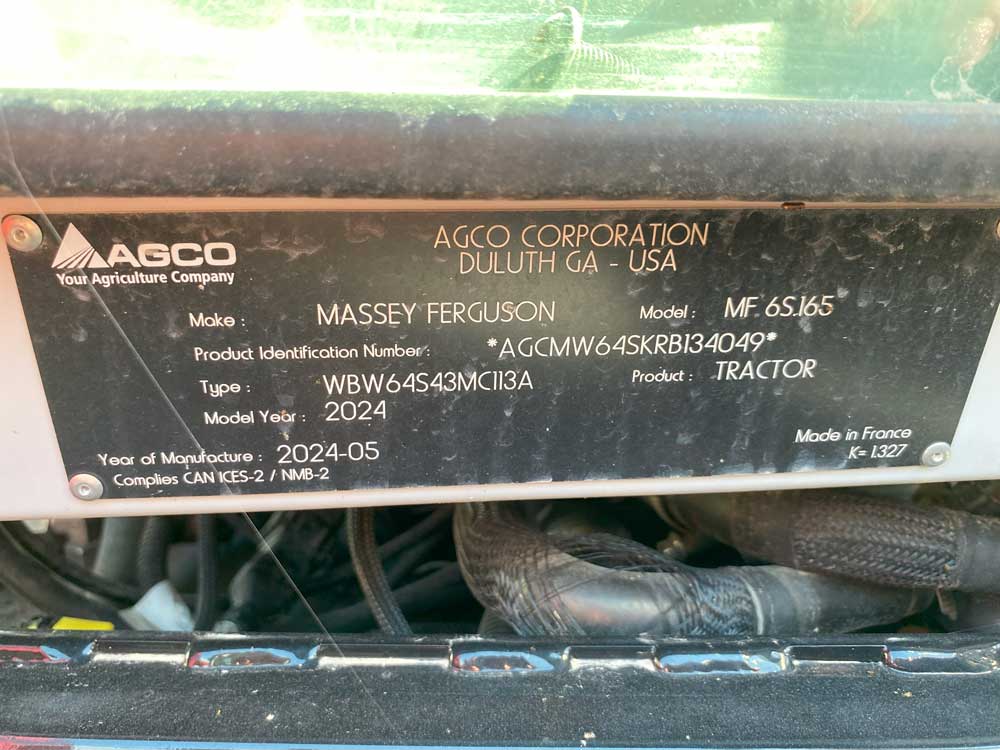 AGCO
Your Agriculture Company
AGCO CORPORATION
DULUTH GA - USA
Make : MASSEY FERGUSON Model : MF 6S.165
Product Identification Number : *AGCMW64SKRB134049*
Type : WBW64S43MC113A Product : TRACTOR
Model Year : 2024
Year of Manufacture : 2024-05
Complies CAN ICES-2 / NMB-2
Made in France
K= 1.327